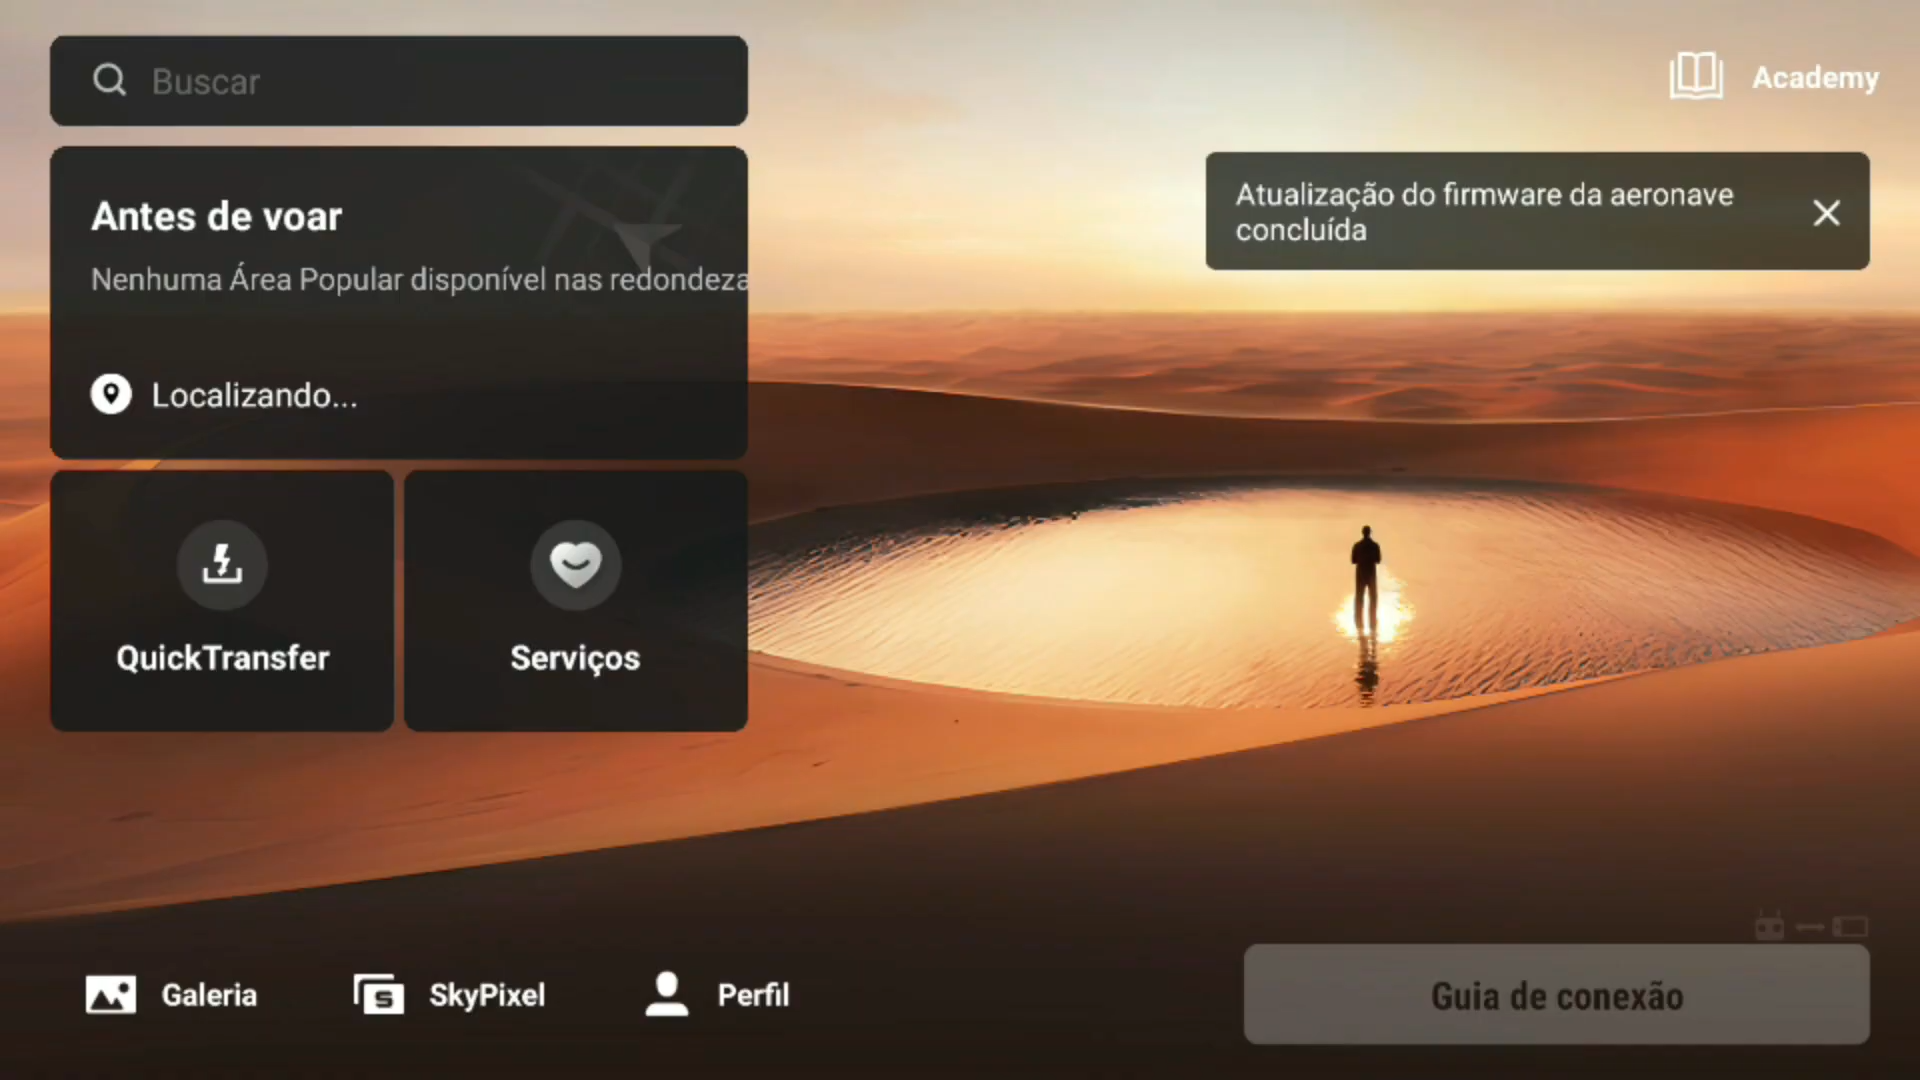 Buscar
Academy
Atualização do firmware da aeronave
concluída
Antes de voar
Nenhuma Área Popular disponível nas redondeza
Localizando...
QuickTransfer
Serviços
Galeria
SkyPixel
Perfil
Guia de conexão